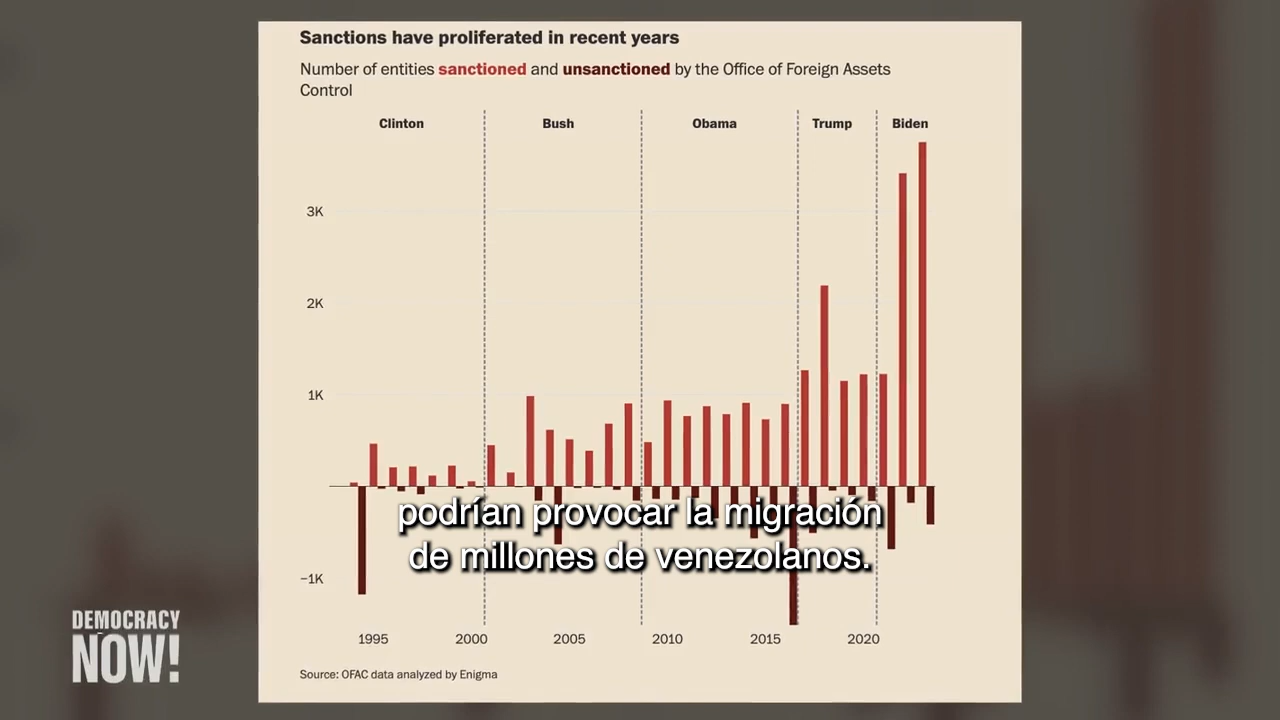 Sanctions have proliferated in recent years
Number of entities sanctioned and unsanctioned by the Office of Foreign Assets
Control
Clinton Bush Obama Trump Biden
3K
2K
1K
podrían provocar la migración
de millones de venezolanos.
−1K
1995 2000 2005 2010 2015 2020
Source: OFAC data analyzed by Enigma
DEMOCRACY
NOW!